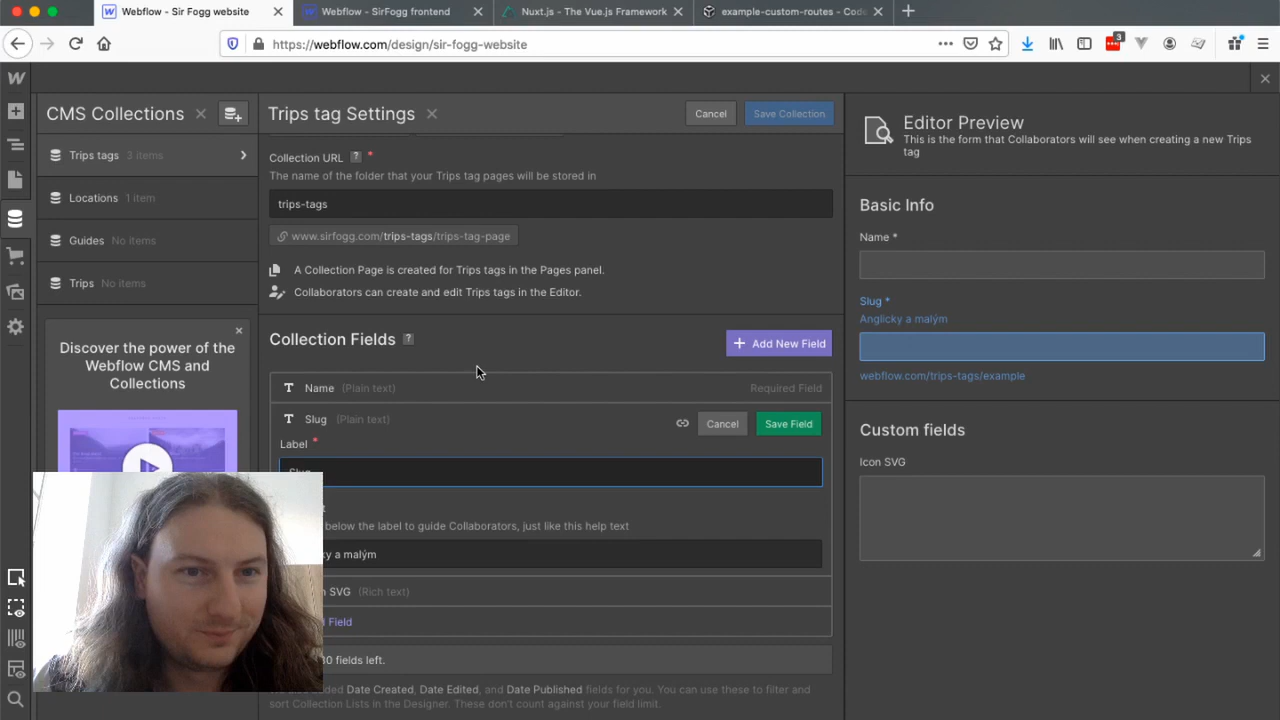 Webflow - Sir Fogg website
Webflow - SirFogg frontend
Nuxt.js - The Vue.js Framework
example-custom-routes - Code
https://webflow.com/design/sir-fogg-website
3
CMS Collections
Trips tags 3 items
Locations 1 item
Guides No items
Trips No items
Discover the power of the
Webflow CMS and
Collections
Trips tag Settings
Cancel
Save Collection
Collection URL ? *
The name of the folder that your Trips tag pages will be stored in
trips-tags
www.sirfogg.com/trips-tags/trips-tag-page
A Collection Page is created for Trips tags in the Pages panel.
Collaborators can create and edit Trips tags in the Editor.
Collection Fields ?
+ Add New Field
Name (Plain text) Required Field
Slug (Plain text)
Cancel
Save Field
Label *
Slug
below the label to guide Collaborators, just like this help text
ky a malým
SVG (Rich text)
Field
fields left.
added Date Created, Date Edited, and Date Published fields for you. You can use these to filter and
sort Collection Lists in the Designer. These don't count against your field limit.
Editor Preview
This is the form that Collaborators will see when creating a new Trips
tag
Basic Info
Name *
Slug *
Anglicky a malým
webflow.com/trips-tags/example
Custom fields
Icon SVG